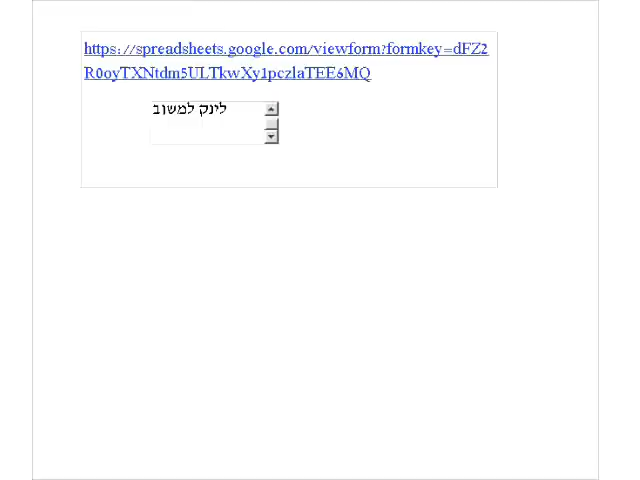 https://spreadsheets.google.com/viewform?formkey=dFZ2
R0oyTXNtdm5ULTkwXy1pczlaTEE6MQ
לינק למשוב